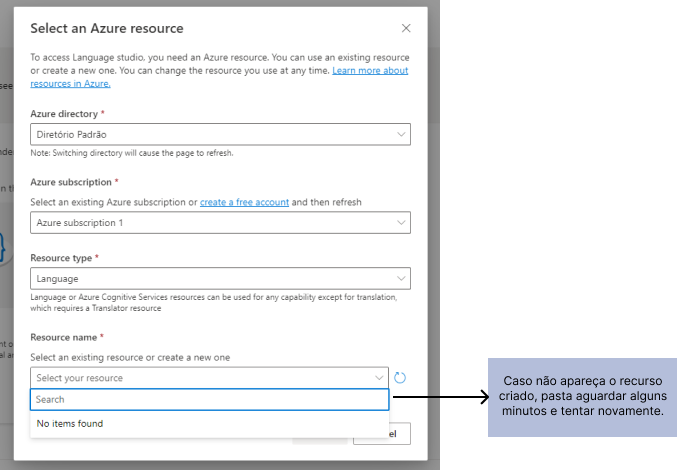 Select an Azure resource
To access Language studio, you need an Azure resource. You can use an existing resource
or create a new one. You can change the resource you use at any time. Learn more about
resources in Azure.
Azure directory *
Diretório Padrão
Note: Switching directory will cause the page to refresh.
Azure subscription *
Select an existing Azure subscription or create a free account and then refresh
Azure subscription 1
Resource type *
Language
Language or Azure Cognitive Services resources can be used for any capability except for translation,
which requires a Translator resource
Resource name *
Select an existing resource or create a new one
Select your resource
Search
No items found
el
Caso não apareça o recurso
criado, pasta aguardar alguns
minutos e tentar novamente.